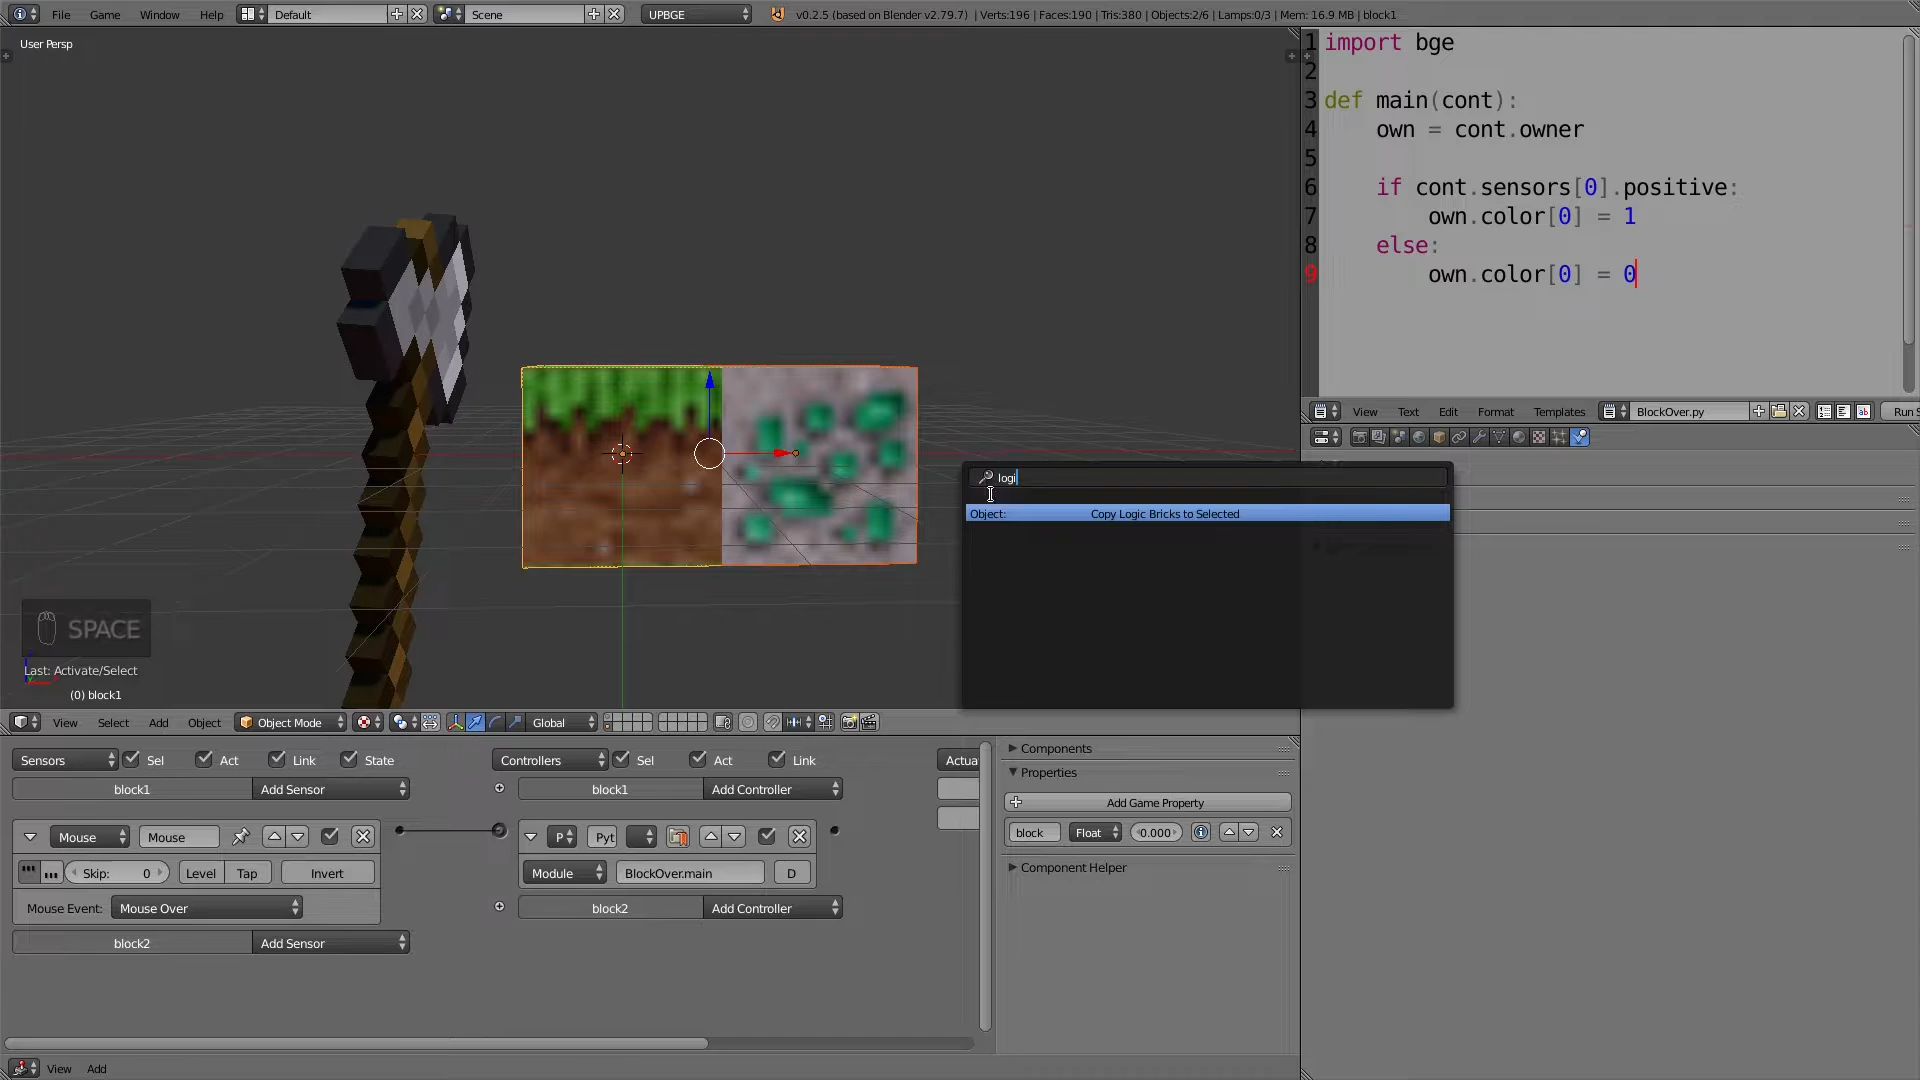 File Game Window Help Default Scene UPBGE v0.2.5 (based on Blender v2.79.7) | Verts:196 | Faces:190 | Tris:380 | Objects:2/6 | Lamps:0/3 | Mem: 16.9 MB | block1
User Persp
1 import bge
2
3 def main(cont):
4 own = cont.owner
5
6 if cont.sensors[0].positive:
7 own.color[0] = 1
8 else:
9 own.color[0] = 0
View Text Edit Format Templates BlockOver.py Run S
logi
Object: Copy Logic Bricks to Selected
SPACE
Last: Activate/Select
(0) block1
View Select Add Object Object Mode Global
Sensors Sel Act Link State Controllers Sel Act Link Actua
block1 Add Sensor block1 Add Controller
Mouse Mouse P Pyt
Skip: 0 Level Tap Invert Module BlockOver.main D
Mouse Event: Mouse Over block2 Add Controller
block2 Add Sensor
Components
Properties
Add Game Property
block Float 0.000
Component Helper
View Add